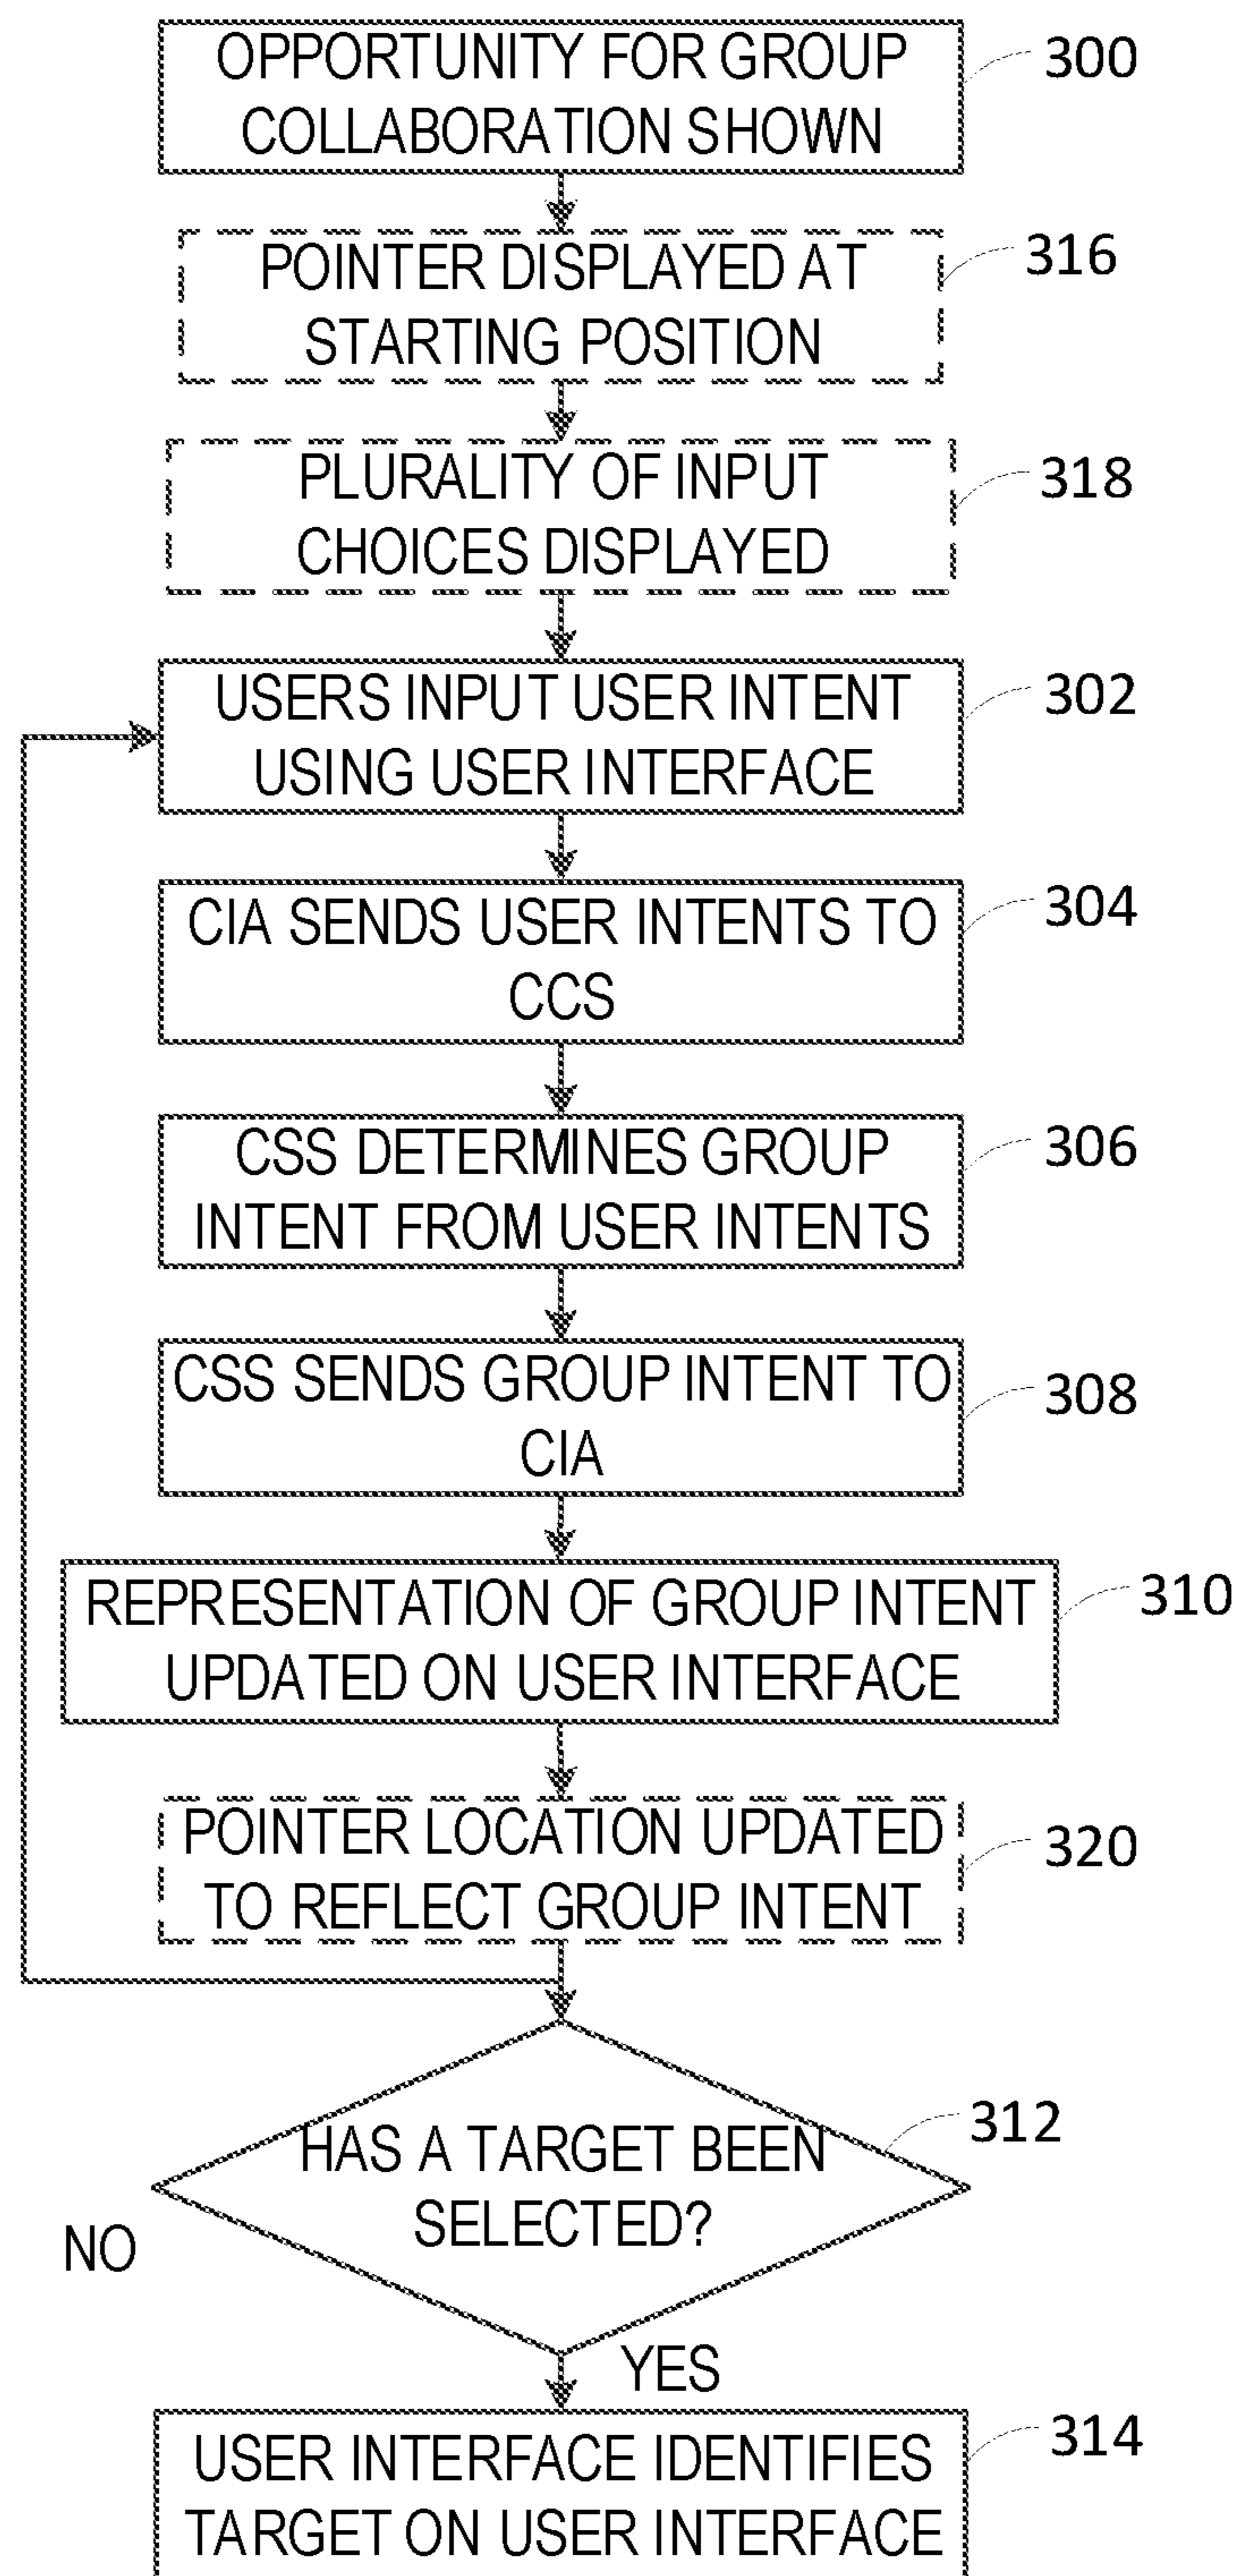 OPPORTUNITY FOR GROUP
COLLABORATION SHOWN
300
POINTER DISPLAYED AT
STARTING POSITION
316
PLURALITY OF INPUT
CHOICES DISPLAYED
318
USERS INPUT USER INTENT
USING USER INTERFACE
302
CIA SENDS USER INTENTS TO
CCS
304
CSS DETERMINES GROUP
INTENT FROM USER INTENTS
306
CSS SENDS GROUP INTENT TO
CIA
308
REPRESENTATION OF GROUP INTENT
UPDATED ON USER INTERFACE
310
POINTER LOCATION UPDATED
TO REFLECT GROUP INTENT
320
HAS A TARGET BEEN
SELECTED?
312
NO
YES
USER INTERFACE IDENTIFIES
TARGET ON USER INTERFACE
314